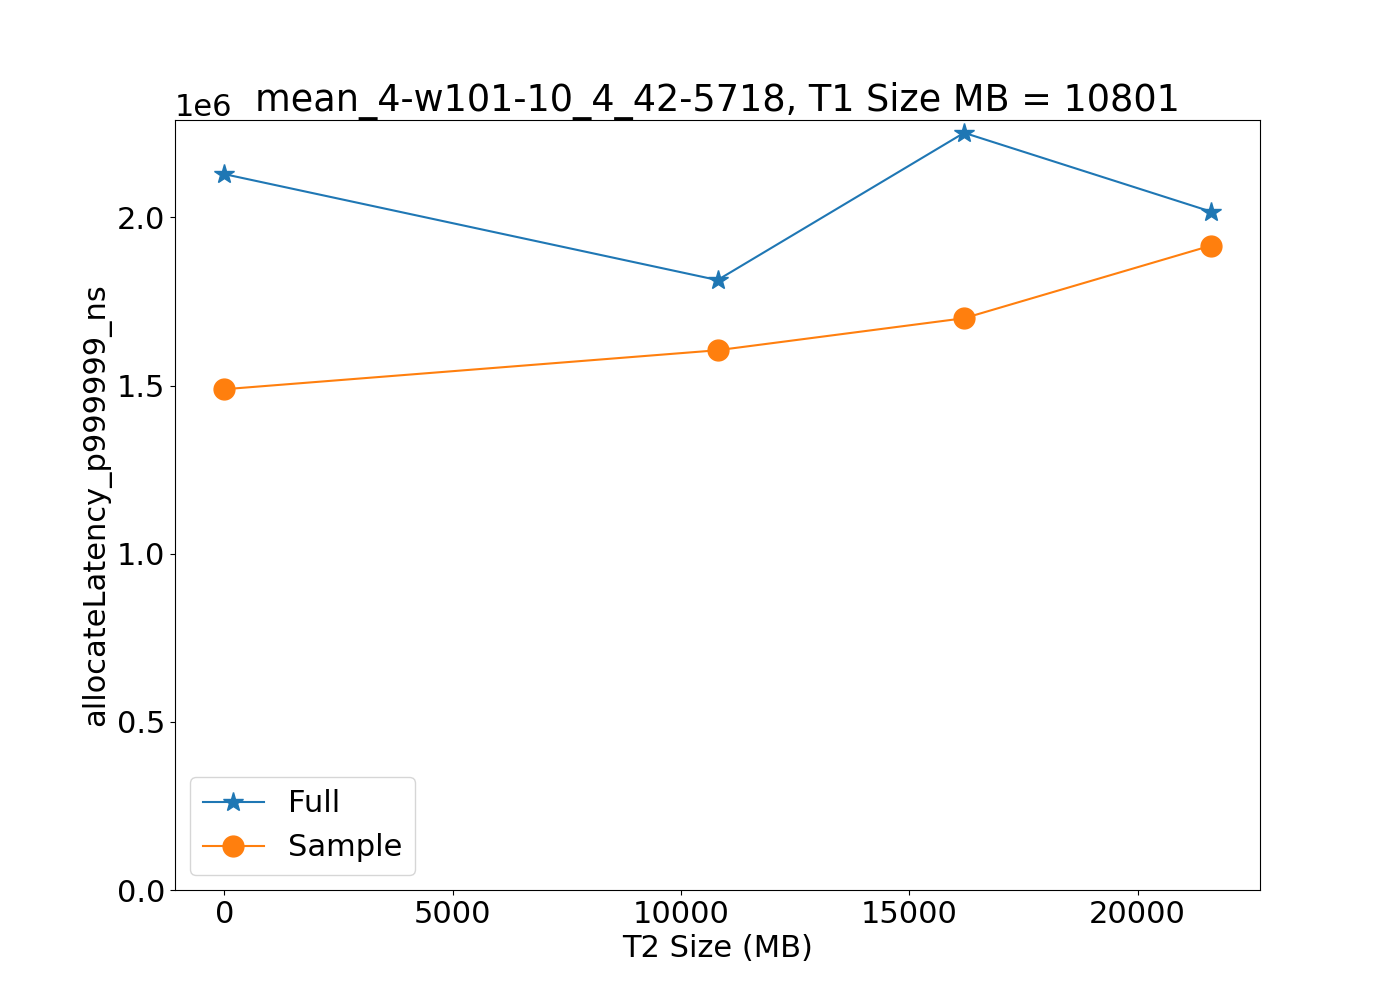 1e6
mean_4-w101-10_4_42-5718, T1 Size MB = 10801
allocateLatency_p999999_ns
2.0
1.5
1.0
0.5
0.0
Full
Sample
0 5000 10000 15000 20000
T2 Size (MB)